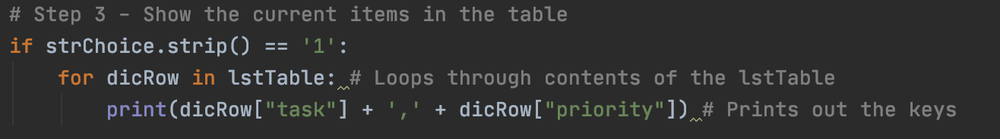 # Step 3 - Show the current items in the table
if strChoice.strip() == '1':
    for dicRow in lstTable: # Loops through contents of the lstTable
        print(dicRow["task"] + ',' + dicRow["priority"]) # Prints out the keys